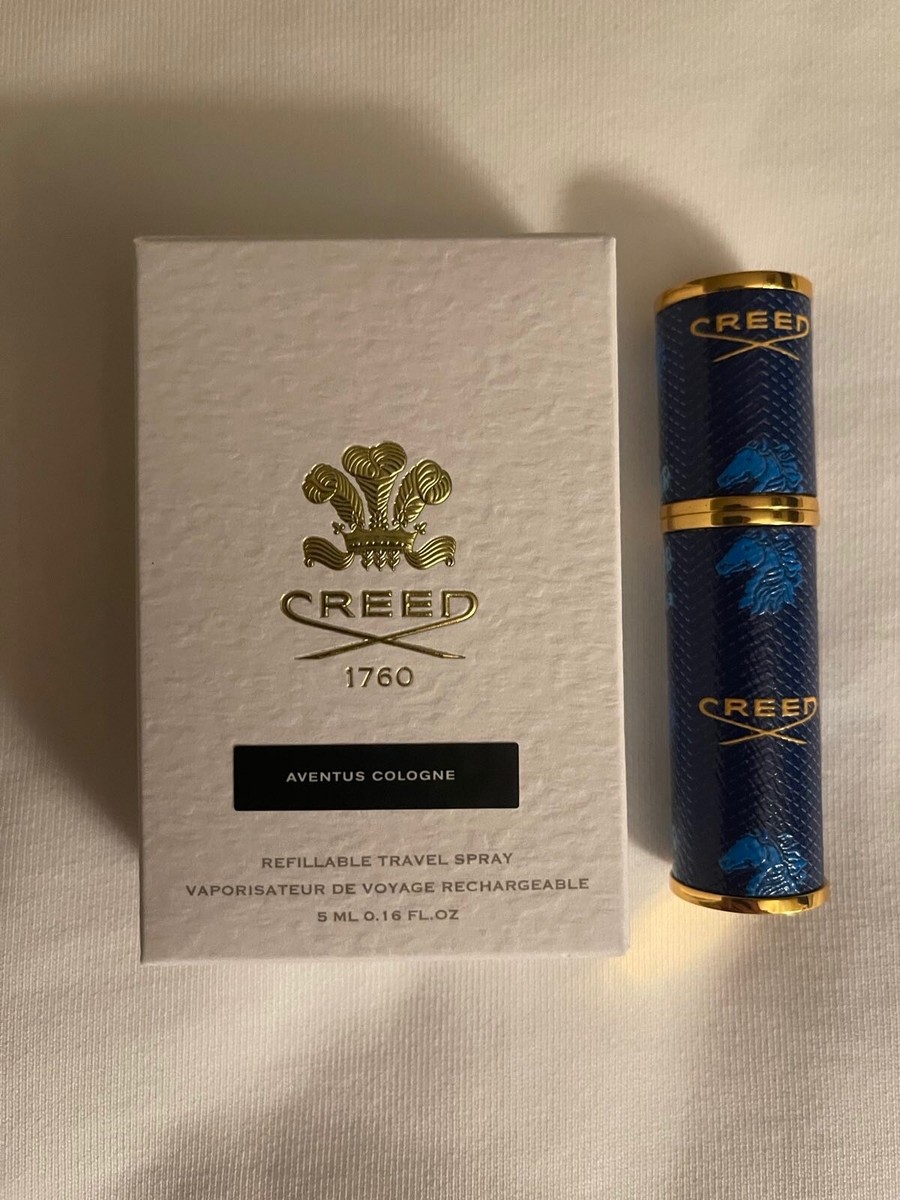 CREED
1760
AVENTUS COLOGNE
REFILLABLE TRAVEL SPRAY
VAPORISATEUR DE VOYAGE RECHARGEABLE
5 ML 0.16 FL.OZ
CREED
CREED